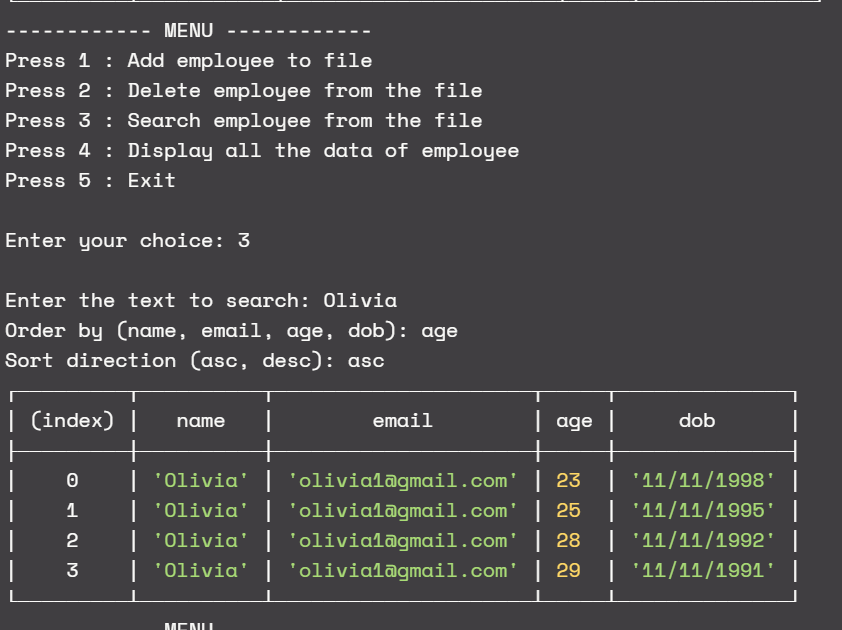 ------------ MENU ------------
Press 1 : Add employee to file
Press 2 : Delete employee from the file
Press 3 : Search employee from the file
Press 4 : Display all the data of employee
Press 5 : Exit
Enter your choice: 3
Enter the text to search: Olivia
Order by (name, email, age, dob): age
Sort direction (asc, desc): asc
(index) name email age dob
0 'Olivia' 'olivia1@gmail.com' 23 '11/11/1998'
1 'Olivia' 'olivia1@gmail.com' 25 '11/11/1995'
2 'Olivia' 'olivia1@gmail.com' 28 '11/11/1992'
3 'Olivia' 'olivia1@gmail.com' 29 '11/11/1991'
MENU